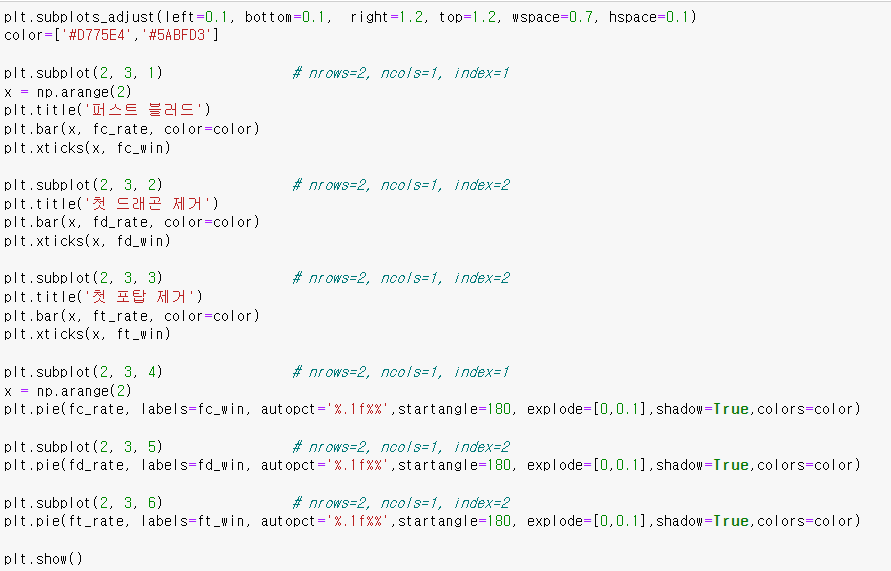 plt.subplots_adjust(left=0.1, bottom=0.1,  right=1.2, top=1.2, wspace=0.7, hspace=0.1)
color=['#D775E4','#5ABFD3']
plt.subplot(2, 3, 1)                # nrows=2, ncols=1, index=1
x = np.arange(2)
plt.title('퍼스트 블러드')
plt.bar(x, fc_rate, color=color)
plt.xticks(x, fc_win)
plt.subplot(2, 3, 2)                # nrows=2, ncols=1, index=2
plt.title('첫 드래곤 제거')
plt.bar(x, fd_rate, color=color)
plt.xticks(x, fd_win)
plt.subplot(2, 3, 3)                # nrows=2, ncols=1, index=2
plt.title('첫 포탑 제거')
plt.bar(x, ft_rate, color=color)
plt.xticks(x, ft_win)
plt.subplot(2, 3, 4)                # nrows=2, ncols=1, index=1
x = np.arange(2)
plt.pie(fc_rate, labels=fc_win, autopct='%.1f%%',startangle=180, explode=[0,0.1],shadow=True,colors=color)
plt.subplot(2, 3, 5)                # nrows=2, ncols=1, index=2
plt.pie(fd_rate, labels=fd_win, autopct='%.1f%%',startangle=180, explode=[0,0.1],shadow=True,colors=color)
plt.subplot(2, 3, 6)                # nrows=2, ncols=1, index=2
plt.pie(ft_rate, labels=ft_win, autopct='%.1f%%',startangle=180, explode=[0,0.1],shadow=True,colors=color)
plt.show()